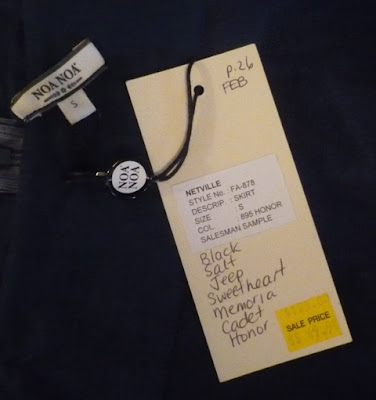 NOA NOA
S
NOA
NOA
p.26
FEB
NETVILLE
STYLE No : FA-878
DESCRIP : SKIRT
SIZE : S
COL : 895 HONOR
SALESMAN SAMPLE
Black
Salt
Jeep
Sweetheart
Memoria
Cadet
Honor
SALE PRICE